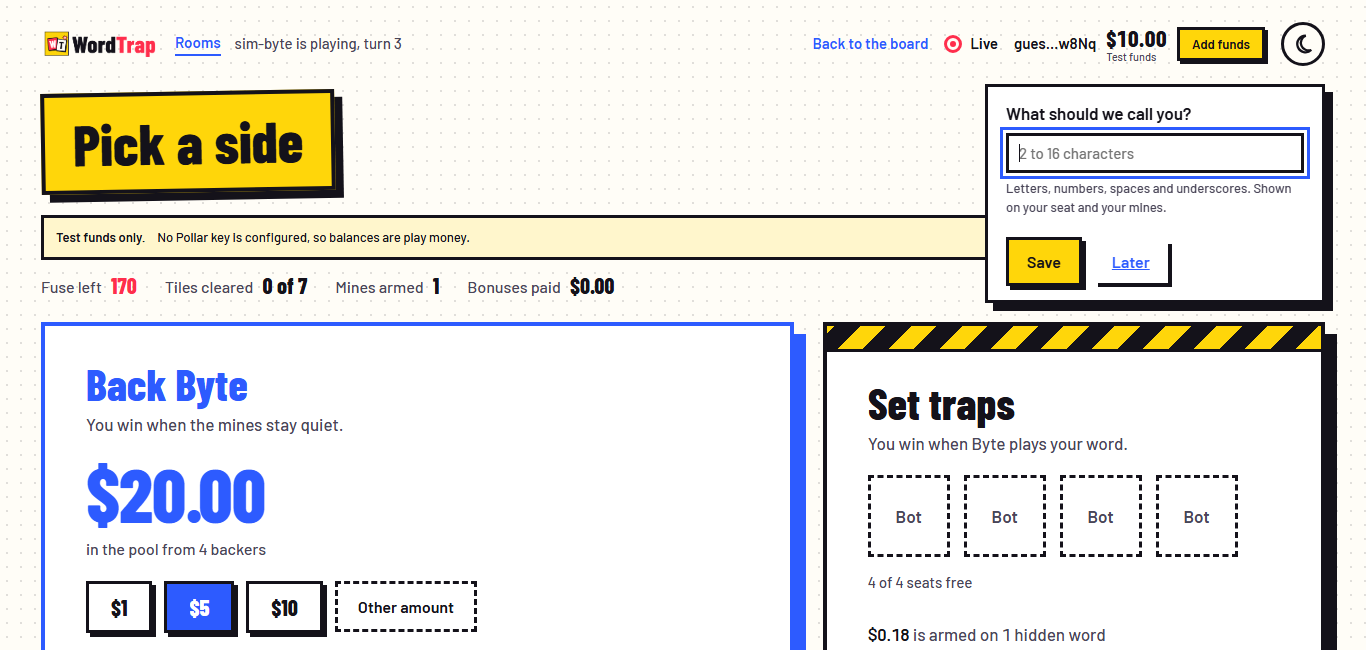 WT WordTrap
Rooms
sim-byte is playing, turn 3
Back to the board
Live
gues...w8Nq
$10.00
Test funds
Add funds
Pick a side
What should we call you?
2 to 16 characters
Letters, numbers, spaces and underscores. Shown
on your seat and your mines.
Save
Later
Test funds only. No Pollar key is configured, so balances are play money.
Fuse left 170
Tiles cleared 0 of 7
Mines armed 1
Bonuses paid $0.00
Back Byte
You win when the mines stay quiet.
$20.00
in the pool from 4 backers
$1
$5
$10
Other amount
Set traps
You win when Byte plays your word.
Bot
Bot
Bot
Bot
4 of 4 seats free
$0.18 is armed on 1 hidden word